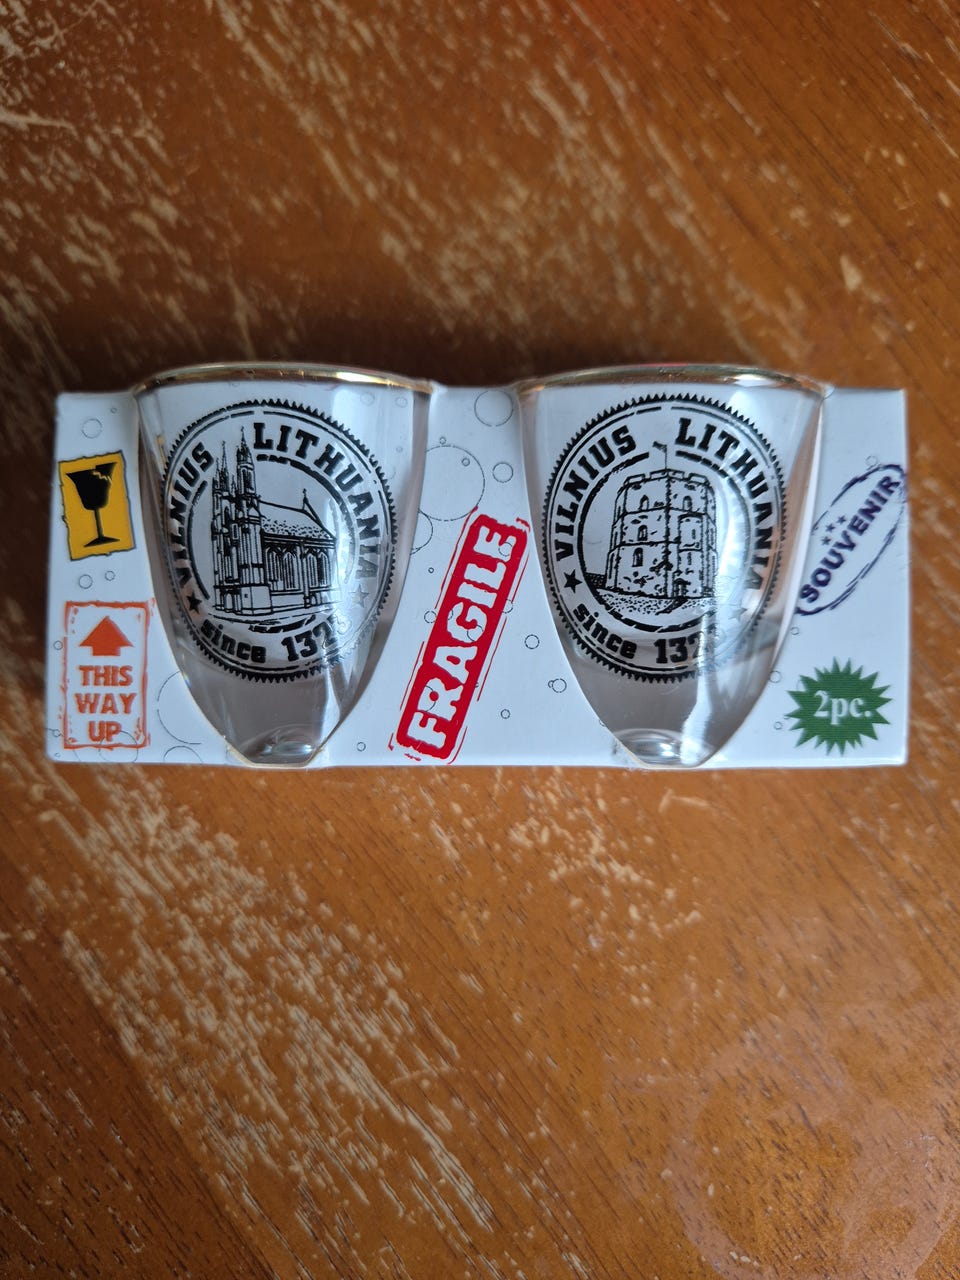 VILNIUS LITHUANIA
since 132
VILNIUS LITHUANIA
since 132
THIS
WAY
UP
FRAGILE
SOUVENIR
2pc.